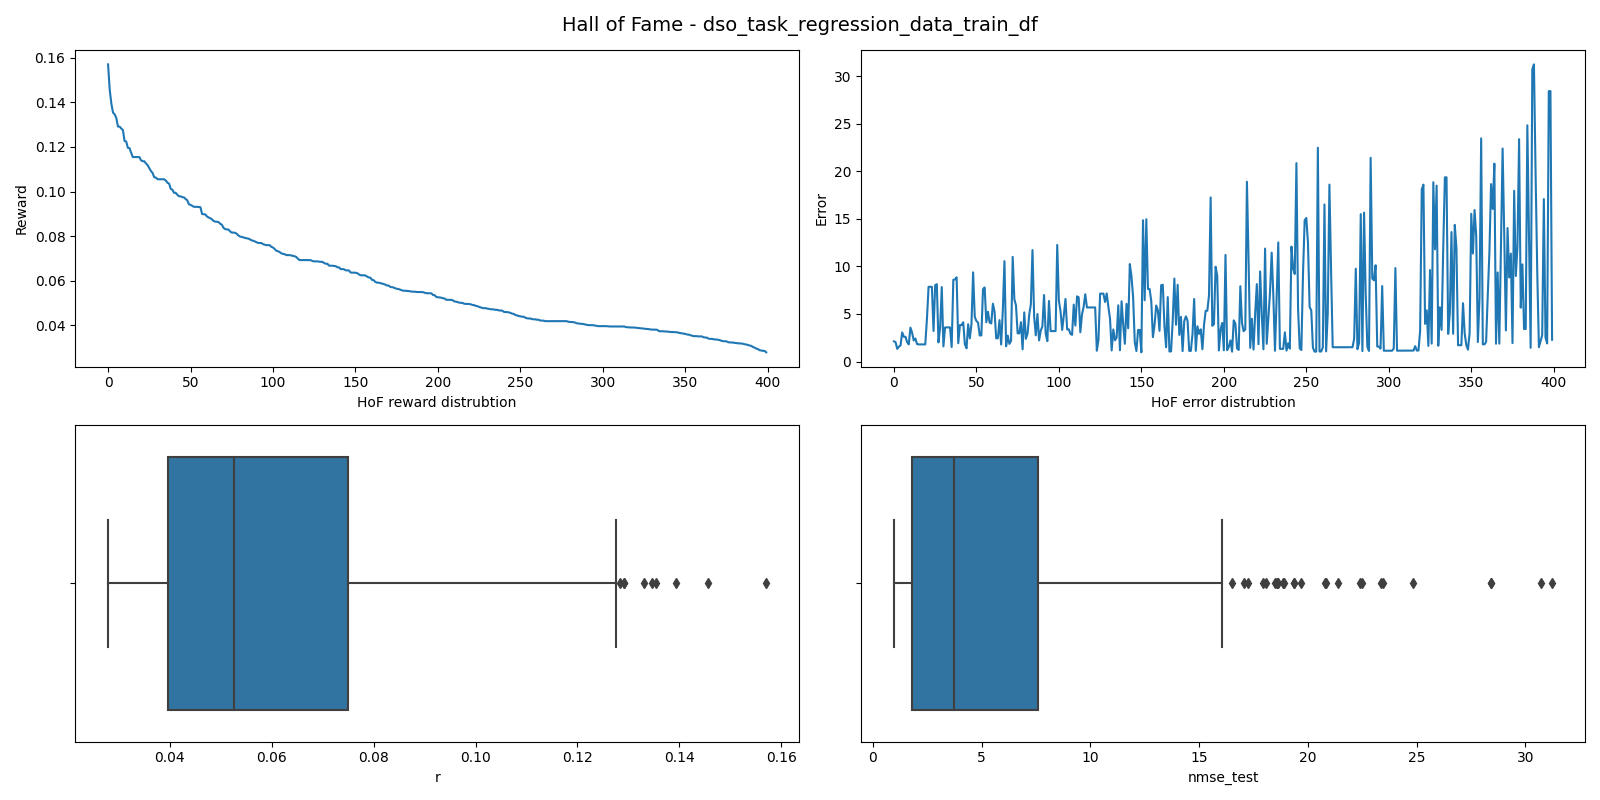 Hall of Fame - dso_task_regression_data_train_df
Reward
0.16
0.14
0.12
0.10
0.08
0.06
0.04
0 50 100 150 200 250 300 350 400
HoF reward distrubtion
Error
30
25
20
15
10
5
0
0 50 100 150 200 250 300 350 400
HoF error distrubtion
0.04 0.06 0.08 0.10 0.12 0.14 0.16
r
0 5 10 15 20 25 30
nmse_test